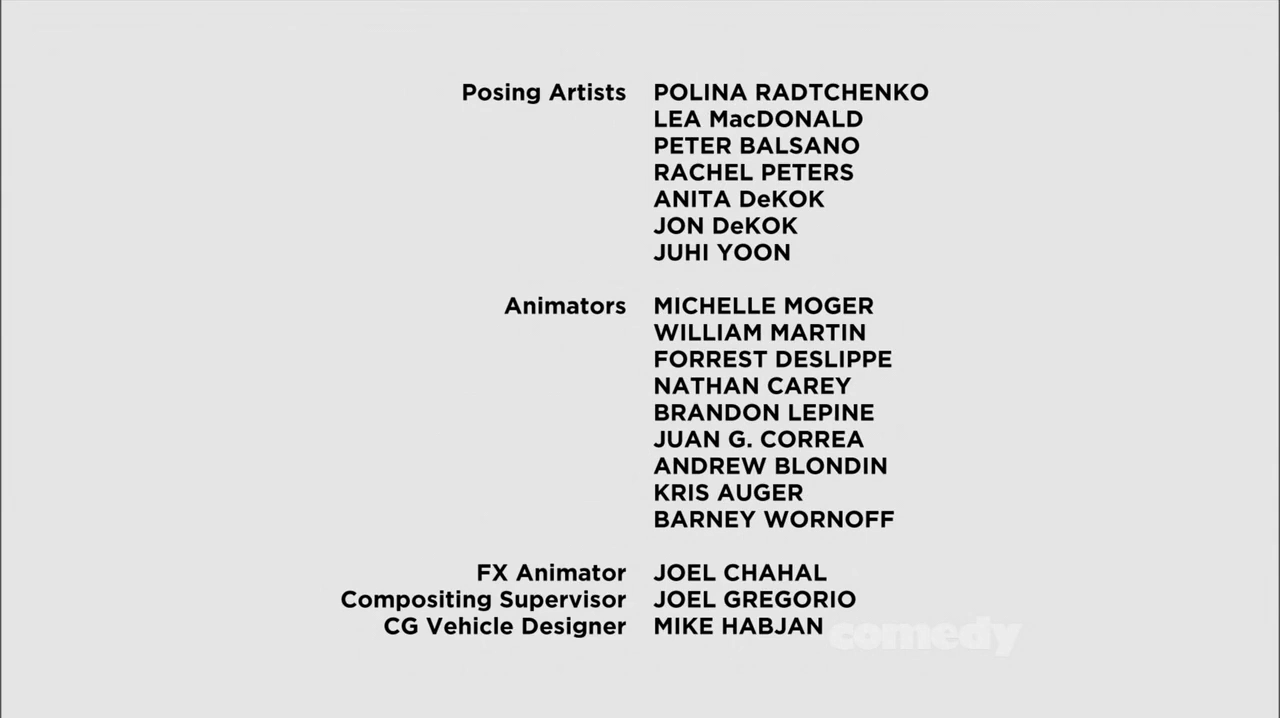 Posing Artists POLINA RADTCHENKO
LEA MacDONALD
PETER BALSANO
RACHEL PETERS
ANITA DeKOK
JON DeKOK
JUHI YOON
Animators MICHELLE MOGER
WILLIAM MARTIN
FORREST DESLIPPE
NATHAN CAREY
BRANDON LEPINE
JUAN G. CORREA
ANDREW BLONDIN
KRIS AUGER
BARNEY WORNOFF
FX Animator JOEL CHAHAL
Compositing Supervisor JOEL GREGORIO
CG Vehicle Designer MIKE HABJAN
comedy